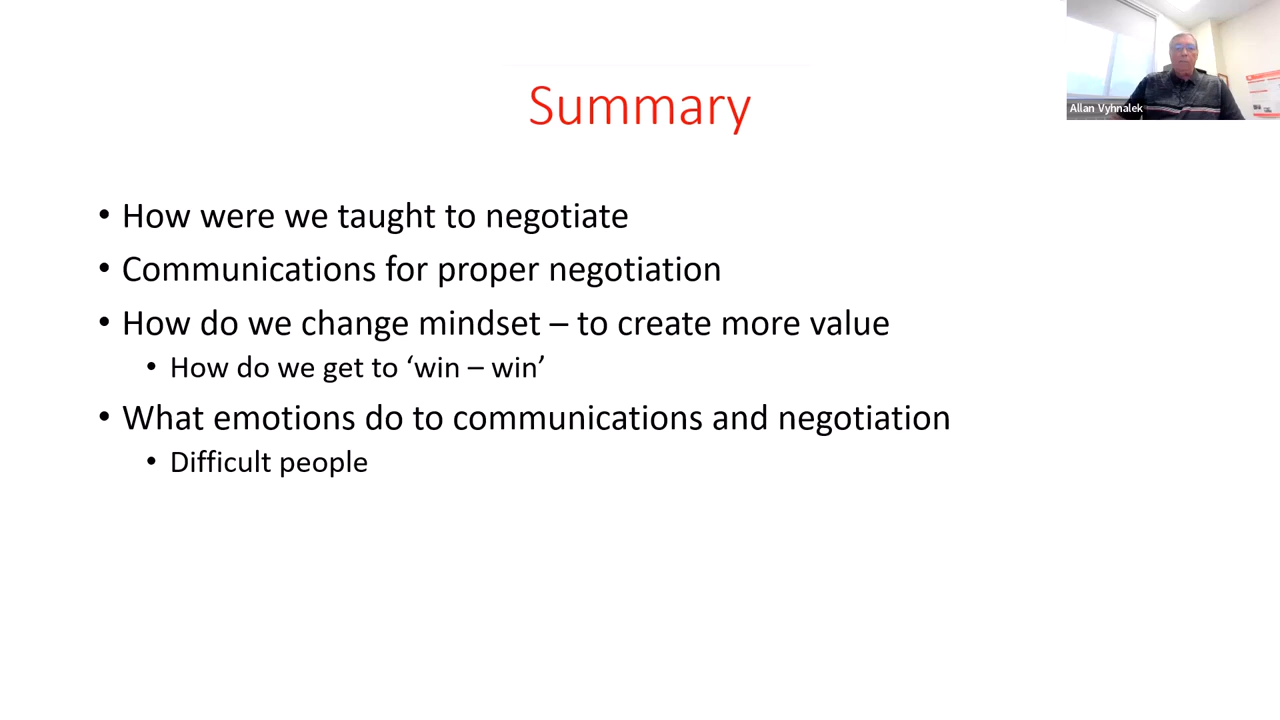 Summary
Allan Vyhnalek
• How were we taught to negotiate
• Communications for proper negotiation
• How do we change mindset – to create more value
• How do we get to ‘win – win’
• What emotions do to communications and negotiation
• Difficult people